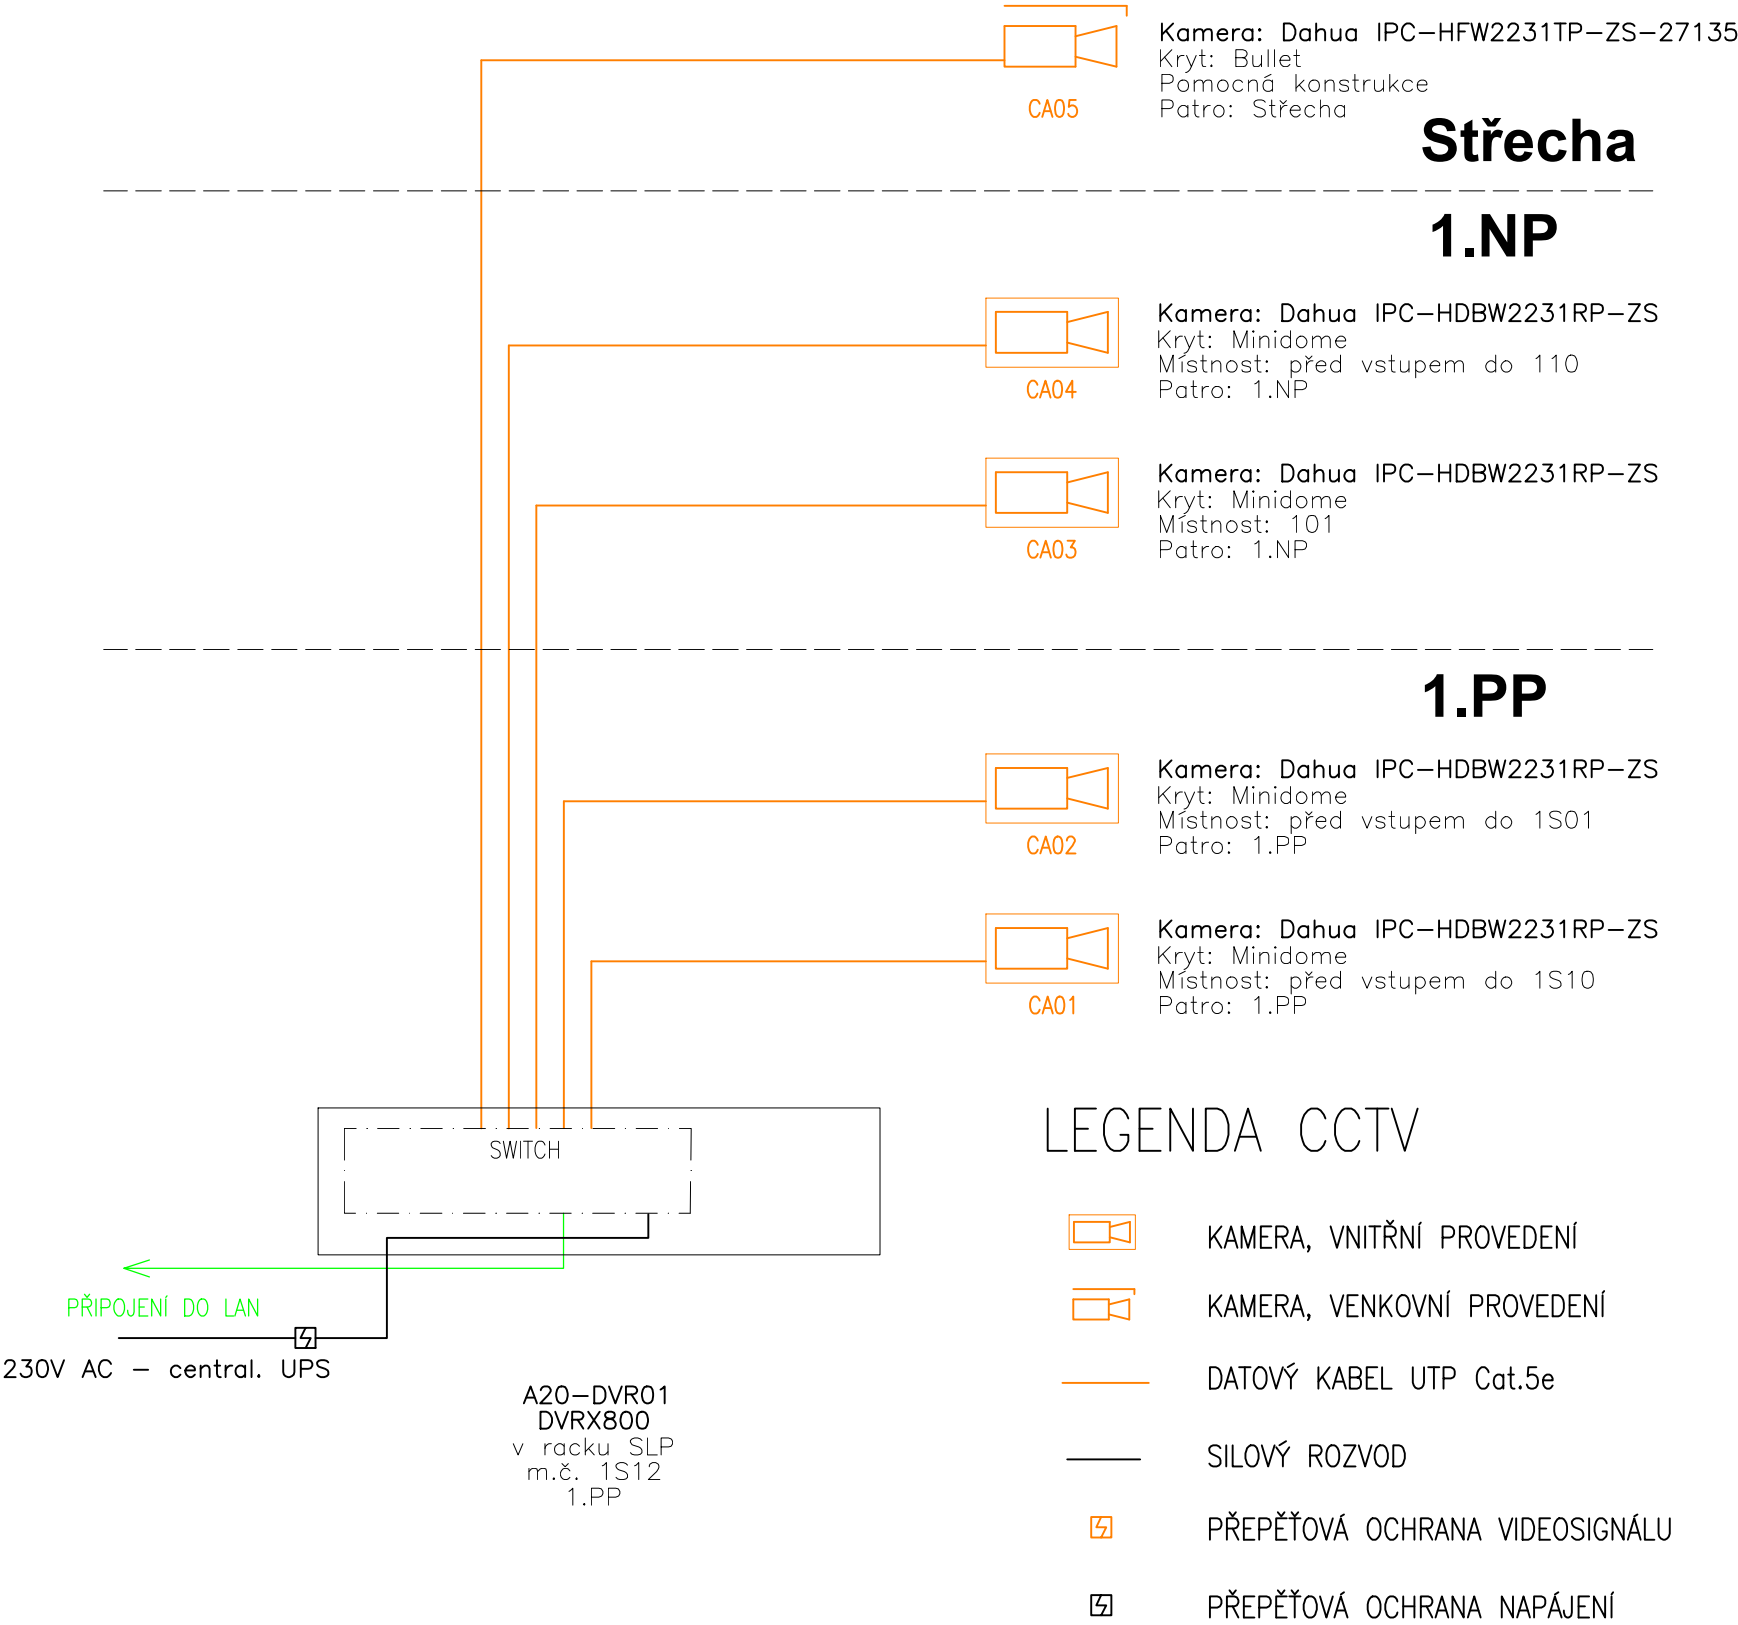 Kamera: Dahua IPC-HFW2231TP-ZS-27135
Kryt: Bullet
Pomocná konstrukce
Patro: Střecha
CA05
Střecha
1.NP
Kamera: Dahua IPC-HDBW2231RP-ZS
Kryt: Minidome
Místnost: před vstupem do 110
Patro: 1.NP
CA04
Kamera: Dahua IPC-HDBW2231RP-ZS
Kryt: Minidome
Místnost: 101
Patro: 1.NP
CA03
1.PP
Kamera: Dahua IPC-HDBW2231RP-ZS
Kryt: Minidome
Místnost: před vstupem do 1S01
Patro: 1.PP
CA02
Kamera: Dahua IPC-HDBW2231RP-ZS
Kryt: Minidome
Místnost: před vstupem do 1S10
Patro: 1.PP
CA01
SWITCH
PŘIPOJENÍ DO LAN
230V AC - central. UPS
A20-DVR01
DVRX800
v racku SLP
m.č. 1S12
1.PP
LEGENDA CCTV
KAMERA, VNITŘNÍ PROVEDENÍ
KAMERA, VENKOVNÍ PROVEDENÍ
DATOVÝ KABEL UTP Cat.5e
SILOVÝ ROZVOD
PŘEPĚŤOVÁ OCHRANA VIDEOSIGNÁLU
PŘEPĚŤOVÁ OCHRANA NAPÁJENÍ